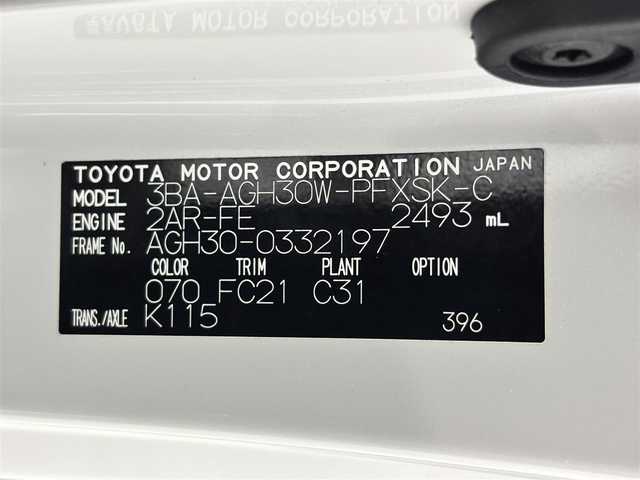 TOYOTA MOTOR CORPORATION JAPAN
MODEL 3BA-AGH30W-PFXSK-C
ENGINE 2AR-FE 2493 mL
FRAME No. AGH30-0332197
COLOR TRIM PLANT OPTION
070 FC21 C31
TRANS./AXLE K115
396